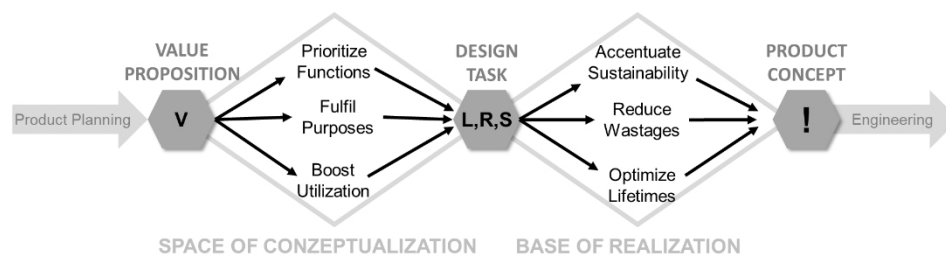 VALUE
PROPOSITION
Prioritize
Functions
DESIGN
TASK
Accentuate
Sustainability
PRODUCT
CONCEPT
Product Planning
V
Fulfil
Purposes
L,R,S
Reduce
Wastages
!
Engineering
Boost
Utilization
Optimize
Lifetimes
SPACE OF CONZEPTUALIZATION
BASE OF REALIZATION